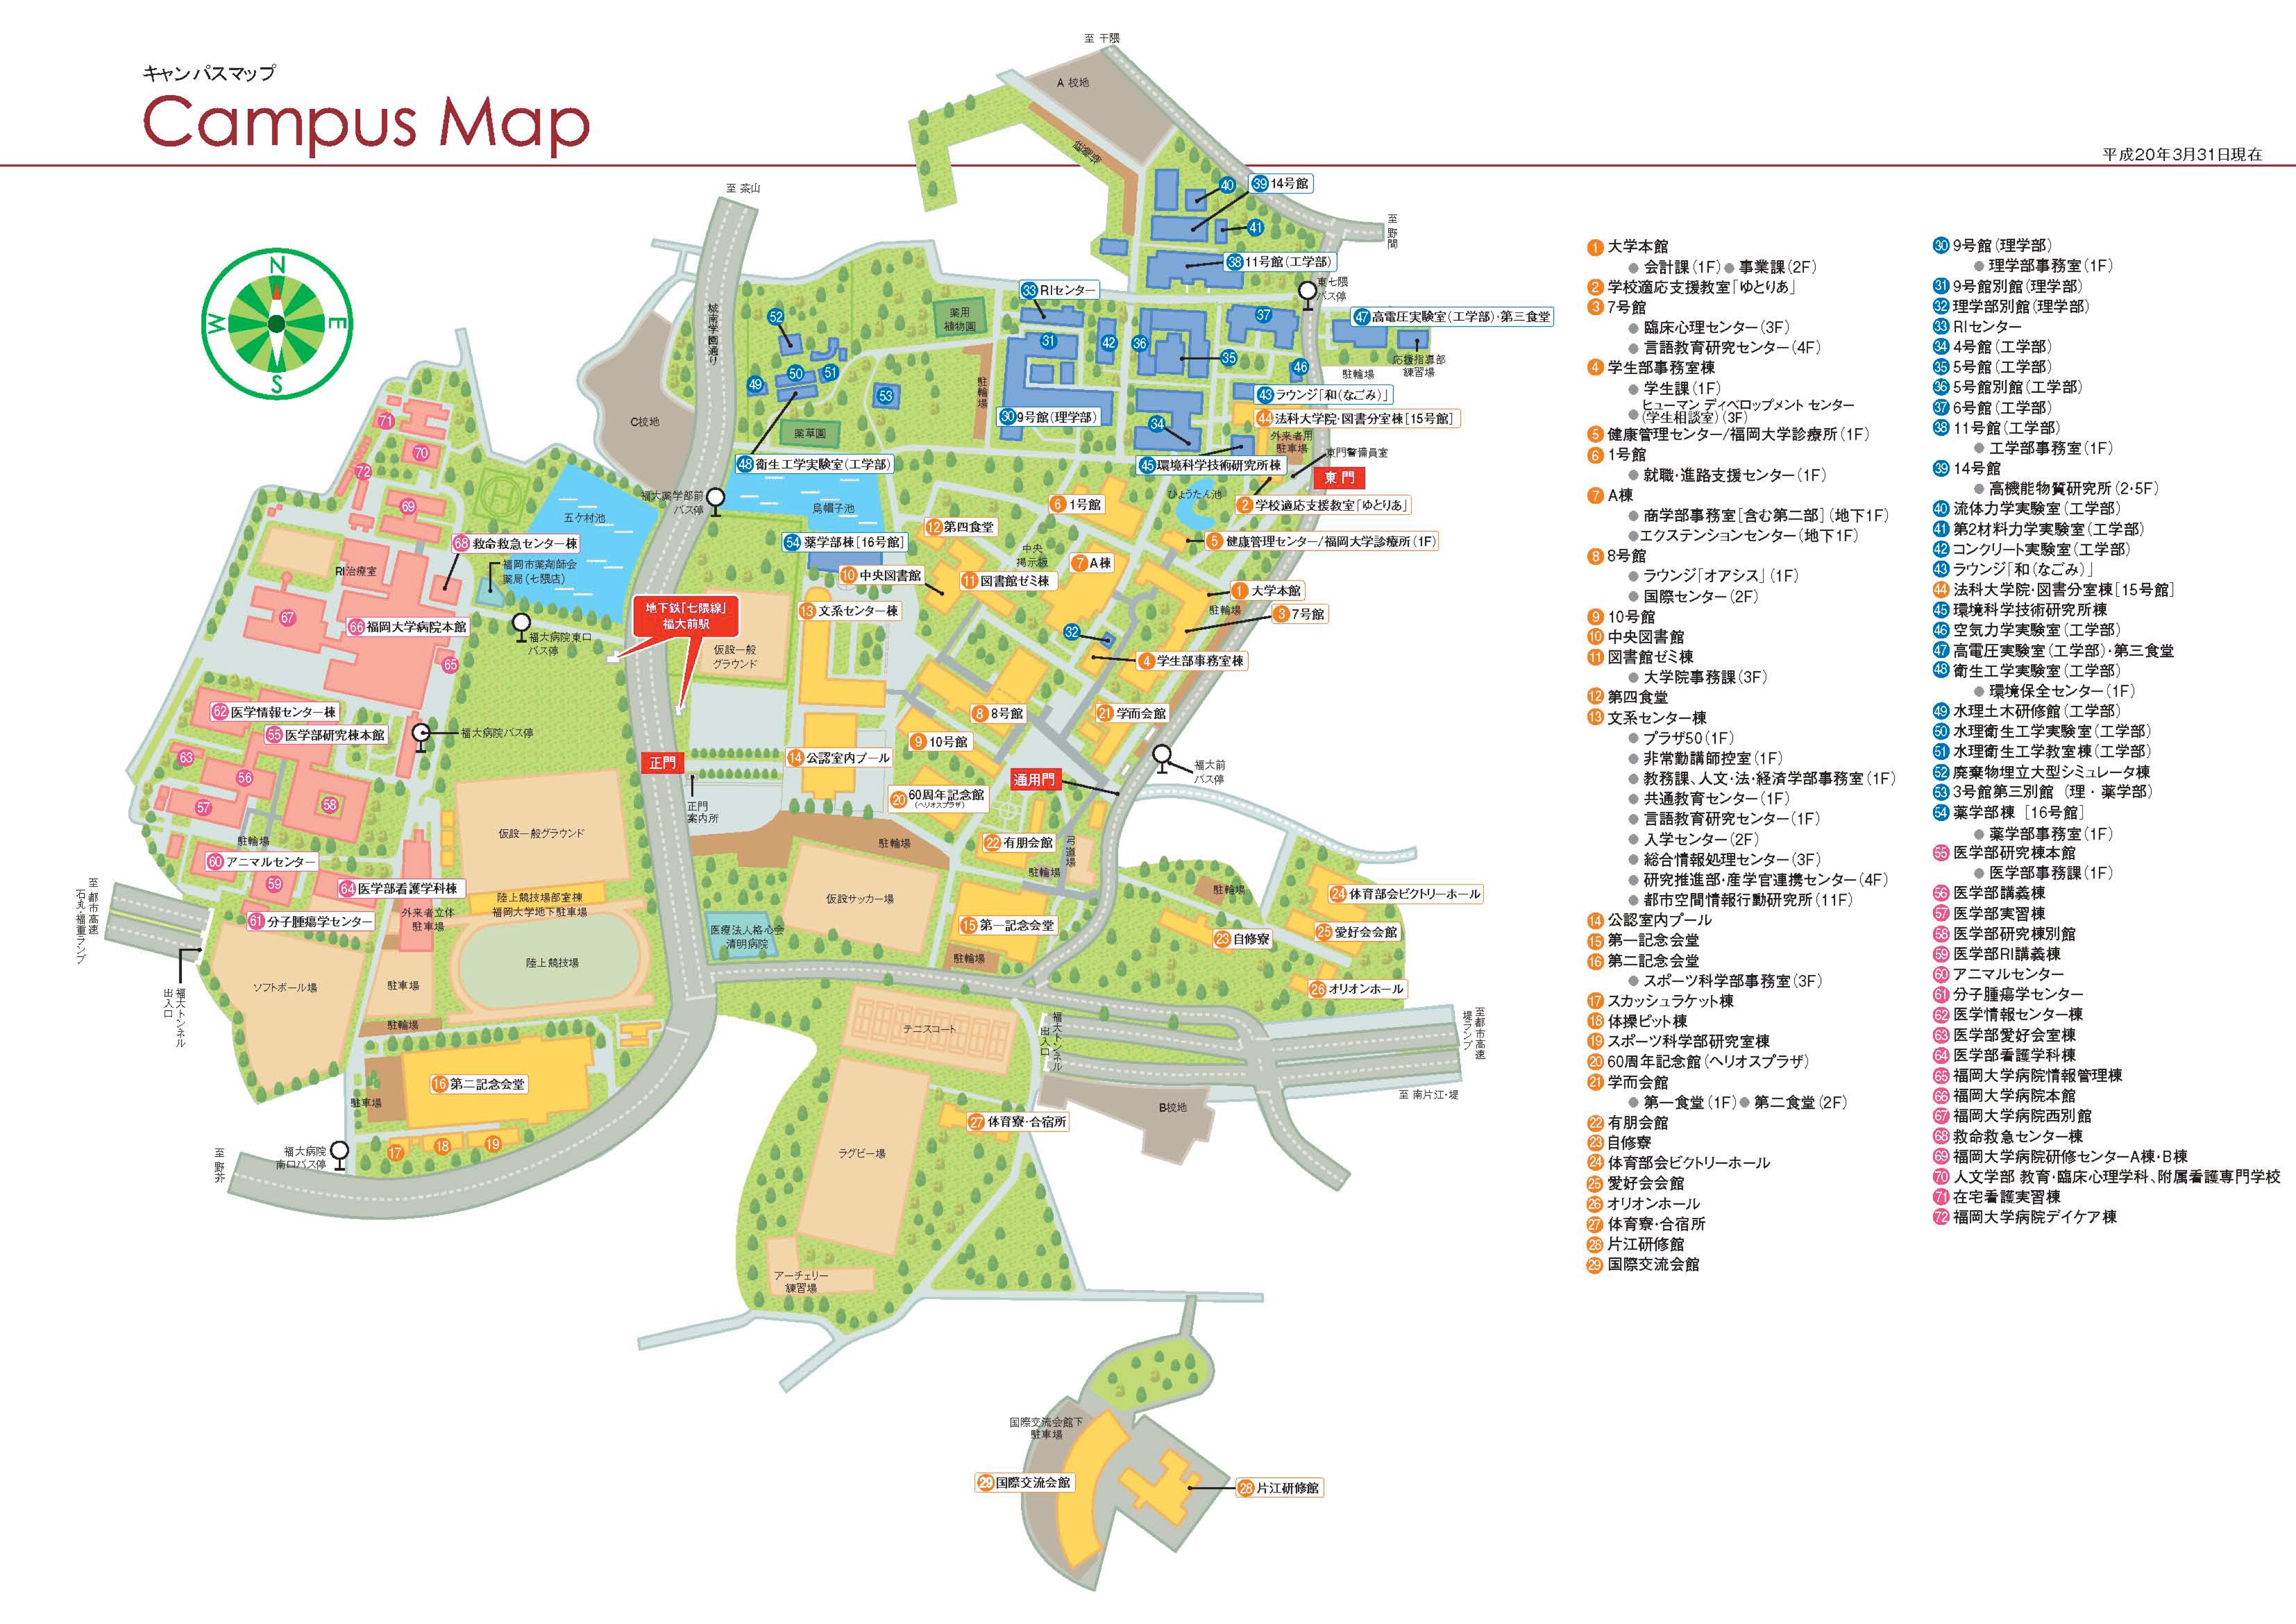 キャンパスマップ
Campus Map
平成20年3月31日現在
至 干隈
A 校地
駐輪場
至 茶山
至 野間
N
W
E
S
城南学園通り
C校地
40
39 14号館
41
38 11号館(工学部)
東七隈
バス停
33 RIセンター
37
47 高電圧実験室(工学部)・第三食堂
応援指導部
練習場
駐輪場
薬用
植物園
31
42
36
35
46
52
49
50
51
53
駐輪場
43 ラウンジ「和(なごみ)」
30 9号館(理学部)
44 法科大学院・図書分室棟[15号館]
34
外来者用
駐車場
薬草園
45 環境科学技術研究所棟
東門警備員室
東門
48 衛生工学実験室(工学部)
71
70
72
69
福大薬学部前
バス停
五ケ村池
烏帽子池
6 1号館
ひょうたん池
2 学校適応支援教室「ゆとりあ」
12 第四食堂
68 救命救急センター棟
54 薬学部棟[16号館]
中央
掲示板
5 健康管理センター/福岡大学診療所(1F)
RI治療室
福岡市薬剤師会
薬局(七隈店)
10 中央図書館
11 図書館ゼミ棟
7 A棟
1 大学本館
67
地下鉄「七隈線」
福大前駅
13 文系センター棟
駐輪場
3 7号館
66 福岡大学病院本館
福大病院東口
バス停
32
仮設一般
グラウンド
65
4 学生部事務室棟
62 医学情報センター棟
55 医学部研究棟本館
福大病院バス停
8 8号館
21 学而会館
9 10号館
63
56
57
58
正門
14 公認室内プール
通用門
福大前
バス停
正門
案内所
20 60周年記念館
(ヘリオスプラザ)
仮設一般グラウンド
駐輪場
駐輪場
22 有朋会館
弓道場
駐輪場
60 アニマルセンター
59
64 医学部看護学科棟
陸上競技場部室棟
福岡大学地下駐車場
仮設サッカー場
駐輪場
24 体育部会ビクトリーホール
至 都市高速
石丸・福重ランプ
61 分子腫瘍学センター
外来者立体
駐車場
医療法人格心会
清明病院
15 第一記念会堂
23 自修寮
25 愛好会会館
陸上競技場
駐輪場
ソフトボール場
駐車場
26 オリオンホール
福大トンネル
出入口
駐輪場
テニスコート
福大トンネル
出入口
至 都市高速
堤ランプ
16 第二記念会堂
駐車場
B校地
至 南片江・堤
27 体育寮・合宿所
17
18
19
福大病院
南口バス停
至 野芥
ラグビー場
アーチェリー
練習場
国際交流会館下
駐車場
29 国際交流会館
28 片江研修館
1 大学本館
● 会計課(1F) ● 事業課(2F)
2 学校適応支援教室「ゆとりあ」
3 7号館
● 臨床心理センター(3F)
● 言語教育研究センター(4F)
4 学生部事務室棟
● 学生課(1F)
● ヒューマン ディベロップメント センター
(学生相談室)(3F)
5 健康管理センター/福岡大学診療所(1F)
6 1号館
● 就職・進路支援センター(1F)
7 A棟
● 商学部事務室[含む第二部](地下1F)
● エクステンションセンター(地下1F)
8 8号館
● ラウンジ「オアシス」(1F)
● 国際センター(2F)
9 10号館
10 中央図書館
11 図書館ゼミ棟
● 大学院事務課(3F)
12 第四食堂
13 文系センター棟
● プラザ50(1F)
● 非常勤講師控室(1F)
● 教務課、人文・法・経済学部事務室(1F)
● 共通教育センター(1F)
● 言語教育研究センター(1F)
● 入学センター(2F)
● 総合情報処理センター(3F)
● 研究推進部・産学官連携センター(4F)
● 都市空間情報行動研究所(11F)
14 公認室内プール
15 第一記念会堂
16 第二記念会堂
● スポーツ科学部事務室(3F)
17 スカッシュラケット棟
18 体操ピット棟
19 スポーツ科学部研究室棟
20 60周年記念館(ヘリオスプラザ)
21 学而会館
● 第一食堂(1F) ● 第二食堂(2F)
22 有朋会館
23 自修寮
24 体育部会ビクトリーホール
25 愛好会会館
26 オリオンホール
27 体育寮・合宿所
28 片江研修館
29 国際交流会館
30 9号館(理学部)
● 理学部事務室(1F)
31 9号館別館(理学部)
32 理学部別館(理学部)
33 RIセンター
34 4号館(工学部)
35 5号館(工学部)
36 5号館別館(工学部)
37 6号館(工学部)
38 11号館(工学部)
● 工学部事務室(1F)
39 14号館
● 高機能物質研究所(2・5F)
40 流体力学実験室(工学部)
41 第2材料力学実験室(工学部)
42 コンクリート実験室(工学部)
43 ラウンジ「和(なごみ)」
44 法科大学院・図書分室棟[15号館]
45 環境科学技術研究所棟
46 空気力学実験室(工学部)
47 高電圧実験室(工学部)・第三食堂
48 衛生工学実験室(工学部)
● 環境保全センター(1F)
49 水理土木研修館(工学部)
50 水理衛生工学実験室(工学部)
51 水理衛生工学教室棟(工学部)
52 廃棄物埋立大型シミュレータ棟
53 3号館第三別館 (理・薬学部)
54 薬学部棟 [16号館]
● 薬学部事務室(1F)
55 医学部研究棟本館
● 医学部事務課(1F)
56 医学部講義棟
57 医学部実習棟
58 医学部研究棟別館
59 医学部RI講義棟
60 アニマルセンター
61 分子腫瘍学センター
62 医学情報センター棟
63 医学部愛好会室棟
64 医学部看護学科棟
65 福岡大学病院情報管理棟
66 福岡大学病院本館
67 福岡大学病院西別館
68 救命救急センター棟
69 福岡大学病院研修センターA棟・B棟
70 人文学部 教育・臨床心理学科、附属看護専門学校
71 在宅看護実習棟
72 福岡大学病院デイケア棟